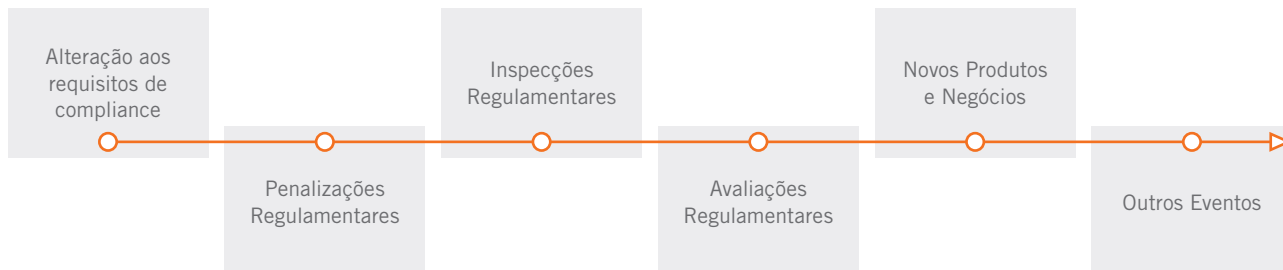 Alteração aos
requisitos de
compliance
Penalizações
Regulamentares
Inspecções
Regulamentares
Avaliações
Regulamentares
Novos Produtos
e Negócios
Outros Eventos